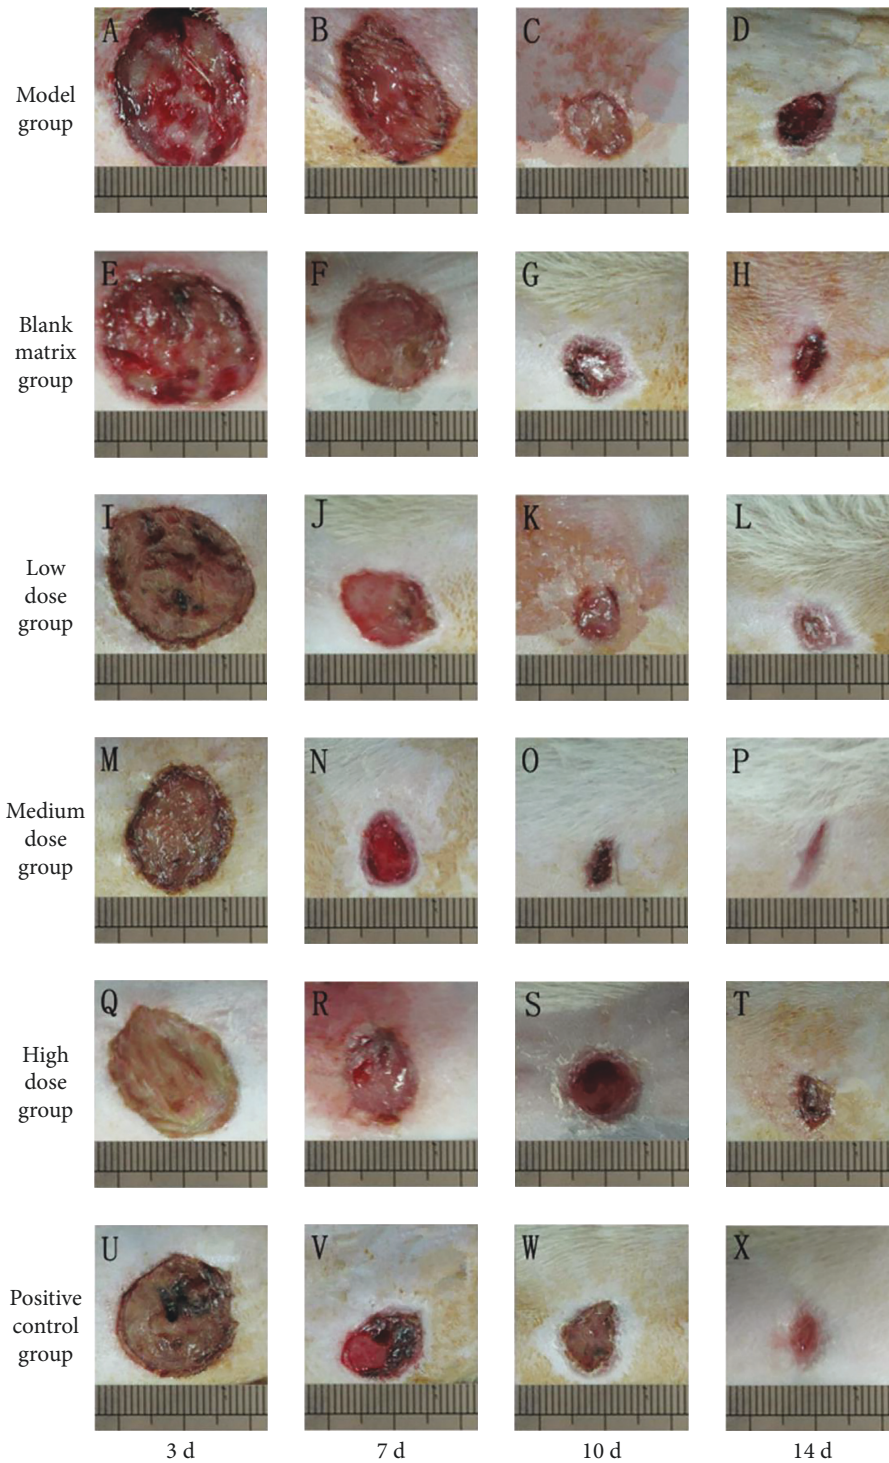 A B C D
Model
group
E F G H
Blank
matrix
group
I J K L
Low
dose
group
M N O P
Medium
dose
group
Q R S T
High
dose
group
U V W X
Positive
control
group
3 d 7 d 10 d 14 d